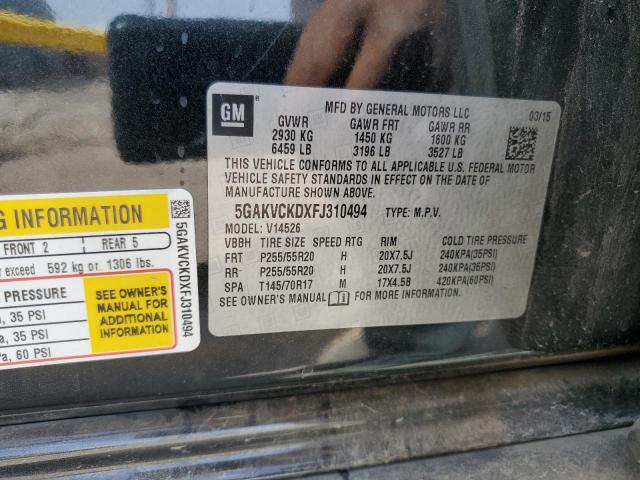 GM
MFD BY GENERAL MOTORS LLC
03/15
GVWR GAWR FRT GAWR RR
2930 KG 1450 KG 1600 KG
6459 LB 3196 LB 3527 LB
THIS VEHICLE CONFORMS TO ALL APPLICABLE U.S. FEDERAL MOTOR
VEHICLE SAFETY STANDARDS IN EFFECT ON THE DATE OF
MANUFACTURE SHOWN ABOVE.
5GAKVCKDXFJ310494 TYPE: M.P.V.
MODEL: V14526
VBBH TIRE SIZE SPEED RTG RIM COLD TIRE PRESSURE
FRT P255/55R20 H 20X7.5J 240KPA(35PSI)
RR P255/55R20 H 20X7.5J 240KPA(35PSI)
SPA T145/70R17 M 17X4.5B 420KPA(60PSI)
SEE OWNER'S MANUAL FOR MORE INFORMATION.
INFORMATION
FRONT 2 REAR 5
exceed 592 kg or 1306 lbs.
PRESSURE
35 PSI
35 PSI
60 PSI
SEE OWNER'S
MANUAL FOR
ADDITIONAL
INFORMATION
5GAKVCKDXFJ310494